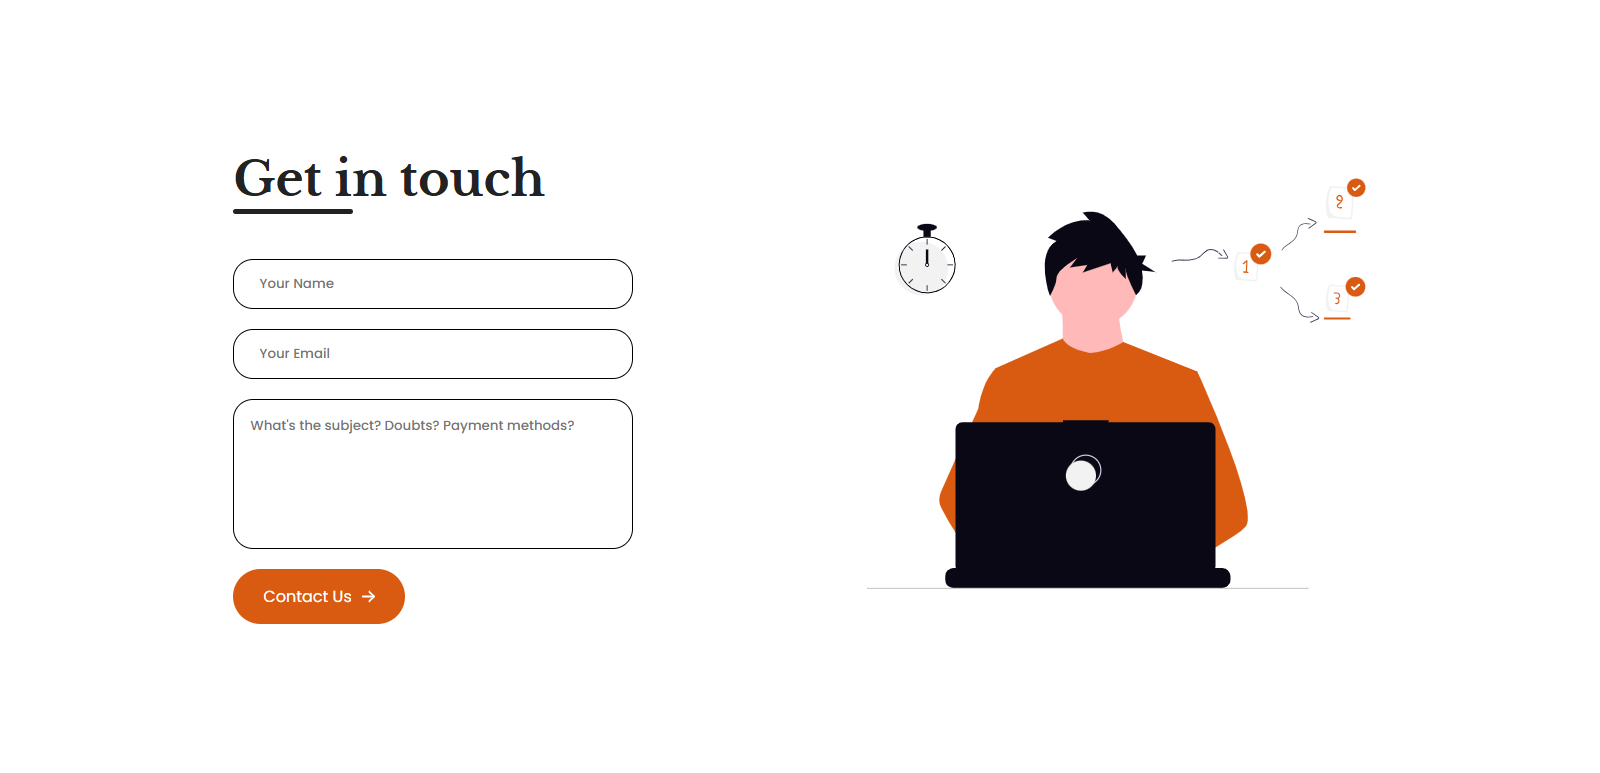 Get in touch
Your Name
Your Email
What's the subject? Doubts? Payment methods?
Contact Us
1
2
3